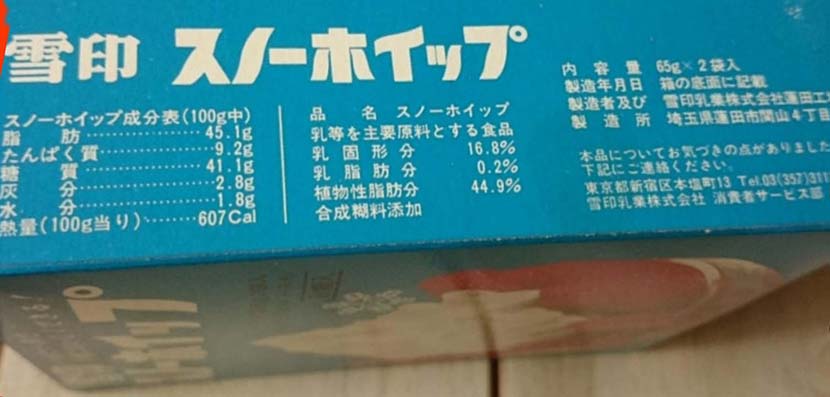 雪印 スノーホイップ
スノーホイップ成分表(100g中)
脂肪 45.1g
たんぱく質 9.2g
糖質 41.1g
灰分 2.8g
水分 1.8g
熱量(100g当り) 607Cal
品名 スノーホイップ
乳等を主要原料とする食品
乳固形分 16.8%
乳脂肪分 0.2%
植物性脂肪分 44.9%
合成糊料添加
内容量 65g×2袋入
製造年月日 箱の底面に記載
製造者及び 雪印乳業株式会社蓮田工
製造所 埼玉県蓮田市関山4丁目
本品についてお気づきの点がありました
下記にご連絡ください。
東京都新宿区本塩町13 Tel.03(357)311
雪印乳業株式会社 消費者サービス部
ホイップ